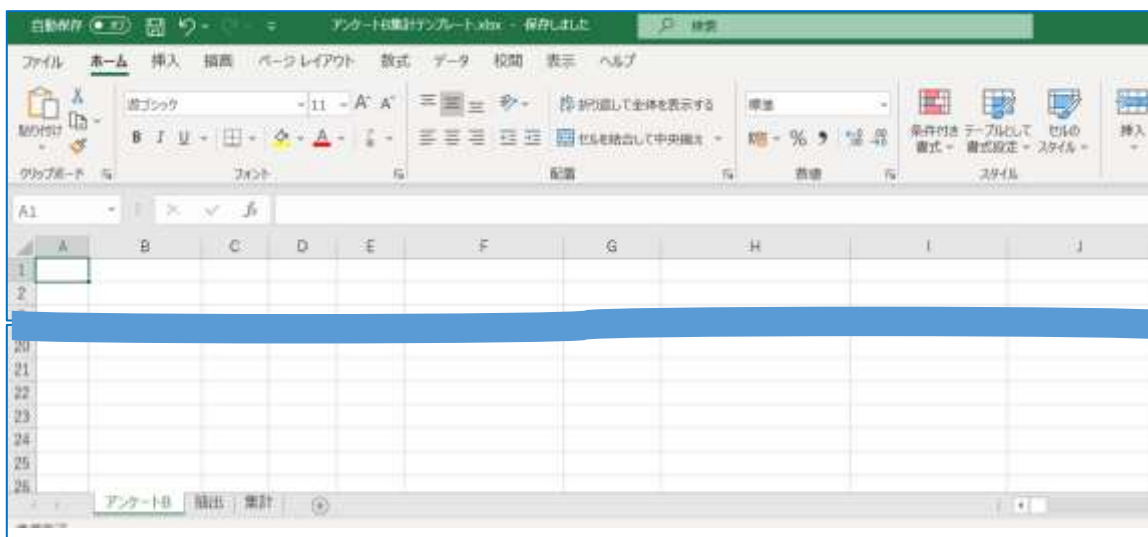 自動保存 アンケートB集計テンプレート.xlsx - 保存しました 検索
ファイル ホーム 挿入 描画 ページ レイアウト 数式 データ 校閲 表示 ヘルプ
貼り付け 游ゴシック 11 A A 折り返して全体を表示する 標準 挿入
B I U A セルを結合して中央揃え % 条件付き書式 テーブルとして書式設定 セルのスタイル
クリップボード フォント 配置 数値 スタイル
A1 fx
A B C D E F G H I J
1
2
20
21
22
23
24
25
26
アンケートB 抽出 集計